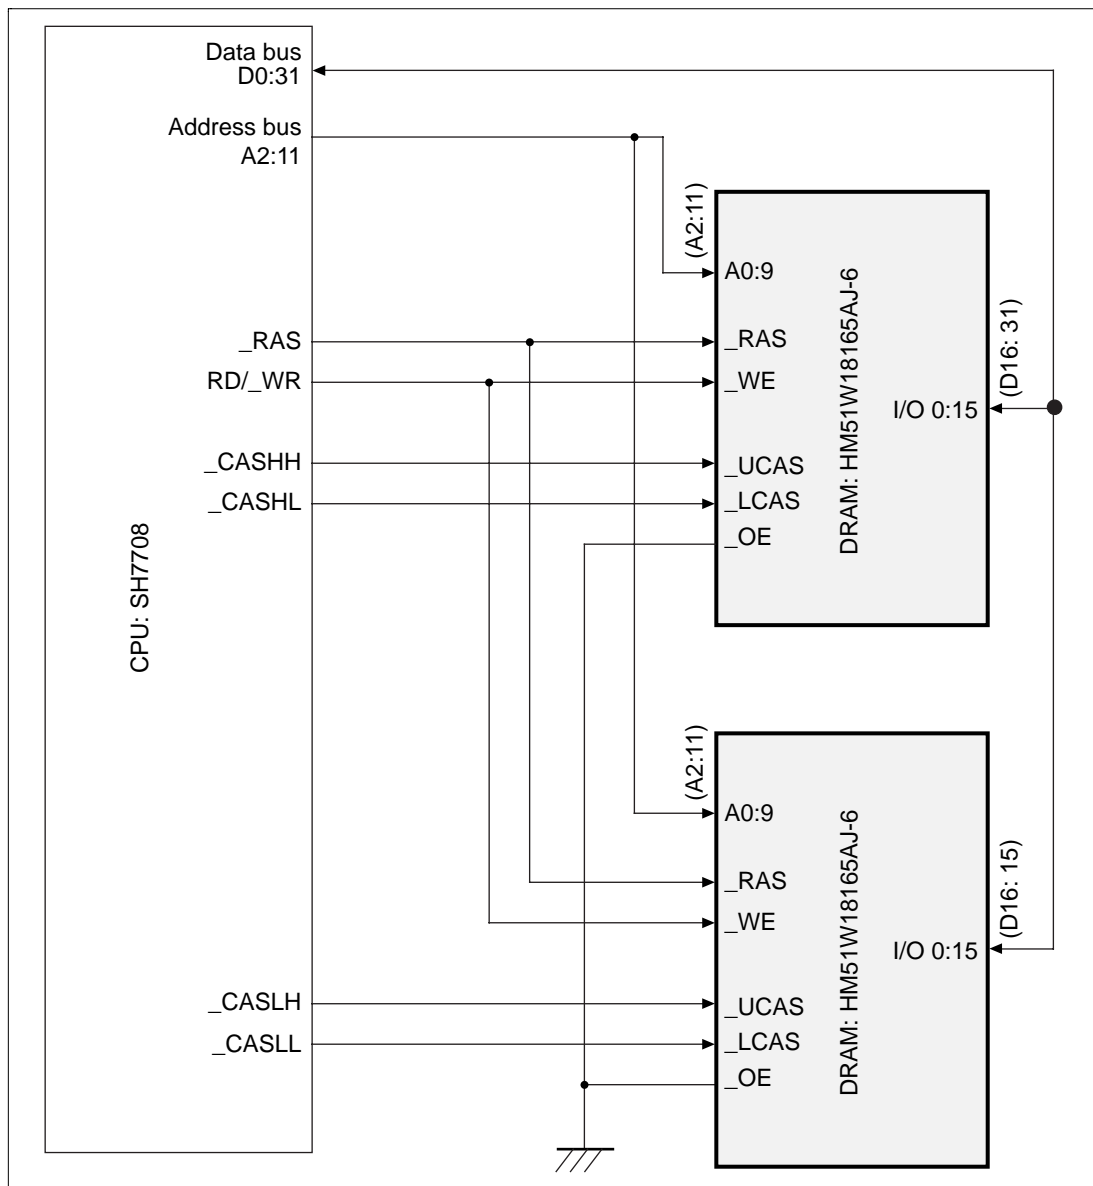 Data bus
D0:31
Address bus
A2:11
_RAS
RD/_WR
_CASHH
_CASHL
CPU: SH7708
_CASLH
_CASLL
(A2:11)
A0:9
_RAS
_WE
_UCAS
_LCAS
_OE
DRAM: HM51W18165AJ-6
I/O 0:15
(D16: 31)
(A2:11)
A0:9
_RAS
_WE
_UCAS
_LCAS
_OE
DRAM: HM51W18165AJ-6
I/O 0:15
(D16: 15)